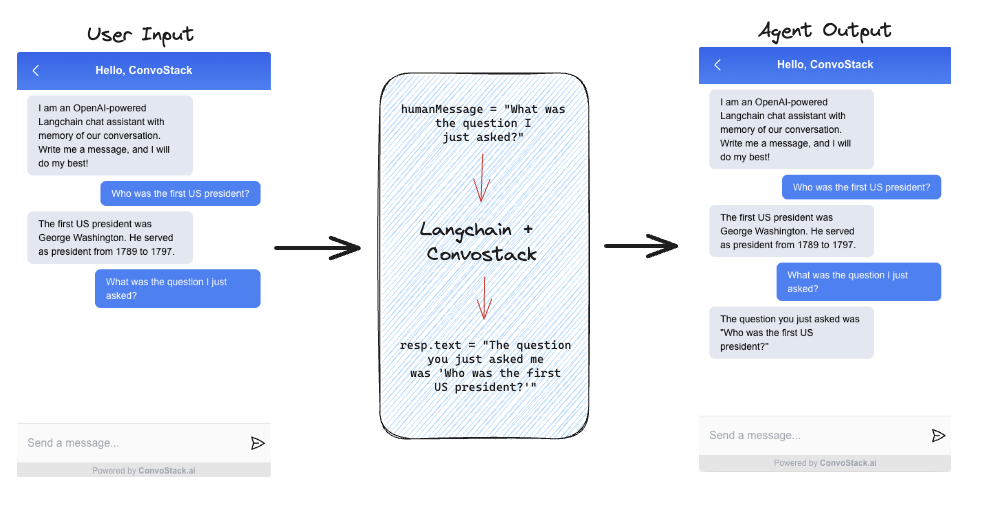 User Input
Hello, ConvoStack
I am an OpenAI-powered
Langchain chat assistant with
memory of our conversation.
Write me a message, and I will
do my best!
Who was the first US president?
The first US president was
George Washington. He served
as president from 1789 to 1797.
What was the question I just
asked?
Send a message...
Powered by ConvoStack.ai
humanMessage = "What was
the question I
just asked?"
Langchain +
Convostack
resp.text = "The question
you just asked me
was 'Who was the first
US president?'"
Agent Output
Hello, ConvoStack
I am an OpenAI-powered
Langchain chat assistant with
memory of our conversation.
Write me a message, and I will
do my best!
Who was the first US president?
The first US president was
George Washington. He served
as president from 1789 to 1797.
What was the question I just
asked?
The question you just asked was
"Who was the first US
president?"
Send a message...
Powered by ConvoStack.ai